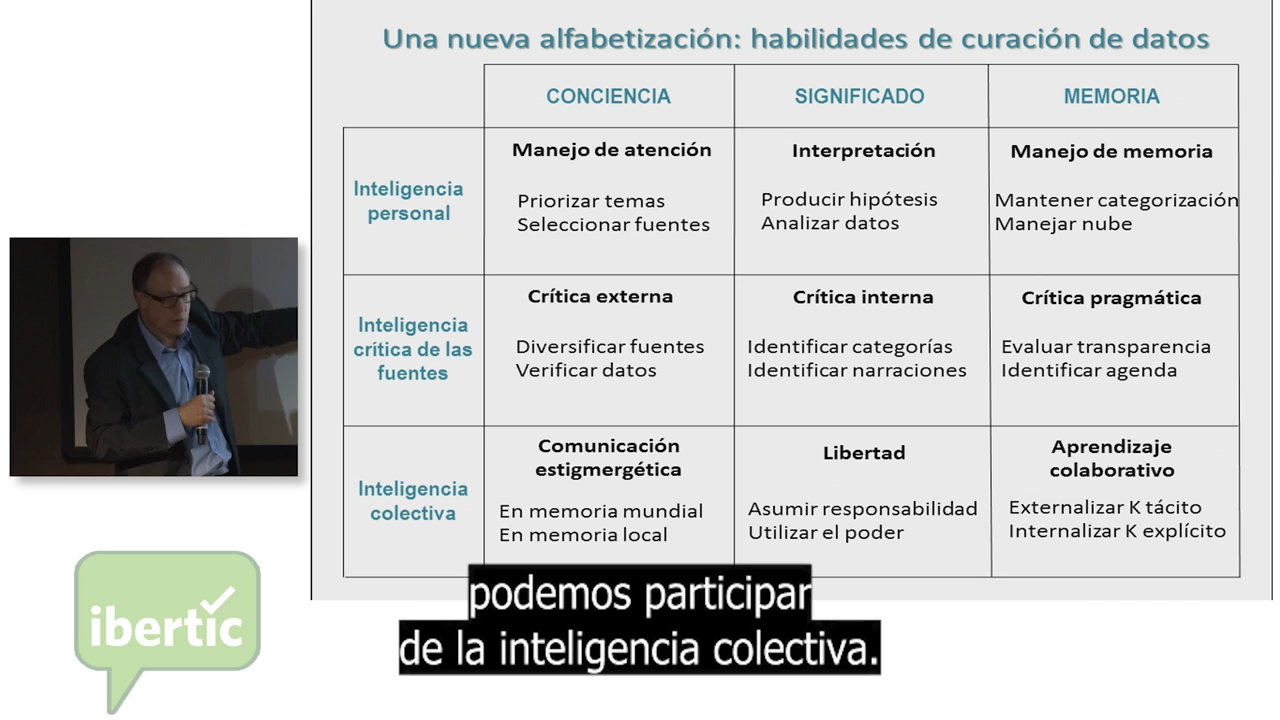 Una nueva alfabetización: habilidades de curación de datos
CONCIENCIA
SIGNIFICADO
MEMORIA
Inteligencia
personal
Manejo de atención
Priorizar temas
Seleccionar fuentes
Interpretación
Producir hipótesis
Analizar datos
Manejo de memoria
Mantener categorización
Manejar nube
Inteligencia
crítica de las
fuentes
Crítica externa
Diversificar fuentes
Verificar datos
Crítica interna
Identificar categorías
Identificar narraciones
Crítica pragmática
Evaluar transparencia
Identificar agenda
Inteligencia
colectiva
Comunicación
estigmergética
En memoria mundial
En memoria local
Libertad
Asumir responsabilidad
Utilizar el poder
Aprendizaje
colaborativo
Externalizar K tácito
Internalizar K explícito
ibertic
podemos participar
de la inteligencia colectiva.